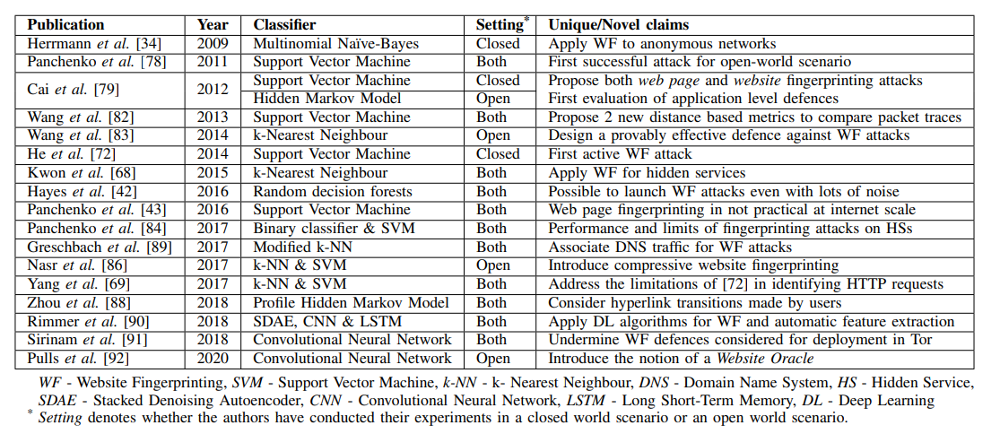 Publication Year Classifier Setting* Unique/Novel claims
Herrmann et al. [34] 2009 Multinomial Naïve-Bayes Closed Apply WF to anonymous networks
Panchenko et al. [78] 2011 Support Vector Machine Both First successful attack for open-world scenario
Cai et al. [79] 2012 Support Vector Machine Closed Propose both web page and website fingerprinting attacks
Hidden Markov Model Open First evaluation of application level defences
Wang et al. [82] 2013 Support Vector Machine Both Propose 2 new distance based metrics to compare packet traces
Wang et al. [83] 2014 k-Nearest Neighbour Open Design a provably effective defence against WF attacks
He et al. [72] 2014 Support Vector Machine Closed First active WF attack
Kwon et al. [68] 2015 k-Nearest Neighbour Both Apply WF for hidden services
Hayes et al. [42] 2016 Random decision forests Both Possible to launch WF attacks even with lots of noise
Panchenko et al. [43] 2016 Support Vector Machine Both Web page fingerprinting in not practical at internet scale
Panchenko et al. [84] 2017 Binary classifier & SVM Both Performance and limits of fingerprinting attacks on HSs
Greschbach et al. [89] 2017 Modified k-NN Both Associate DNS traffic for WF attacks
Nasr et al. [86] 2017 k-NN & SVM Open Introduce compressive website fingerprinting
Yang et al. [69] 2017 k-NN & SVM Both Address the limitations of [72] in identifying HTTP requests
Zhou et al. [88] 2018 Profile Hidden Markov Model Both Consider hyperlink transitions made by users
Rimmer et al. [90] 2018 SDAE, CNN & LSTM Both Apply DL algorithms for WF and automatic feature extraction
Sirinam et al. [91] 2018 Convolutional Neural Network Both Undermine WF defences considered for deployment in Tor
Pulls et al. [92] 2020 Convolutional Neural Network Open Introduce the notion of a Website Oracle
WF - Website Fingerprinting, SVM - Support Vector Machine, k-NN - k- Nearest Neighbour, DNS - Domain Name System, HS - Hidden Service,
SDAE - Stacked Denoising Autoencoder, CNN - Convolutional Neural Network, LSTM - Long Short-Term Memory, DL - Deep Learning
* Setting denotes whether the authors have conducted their experiments in a closed world scenario or an open world scenario.